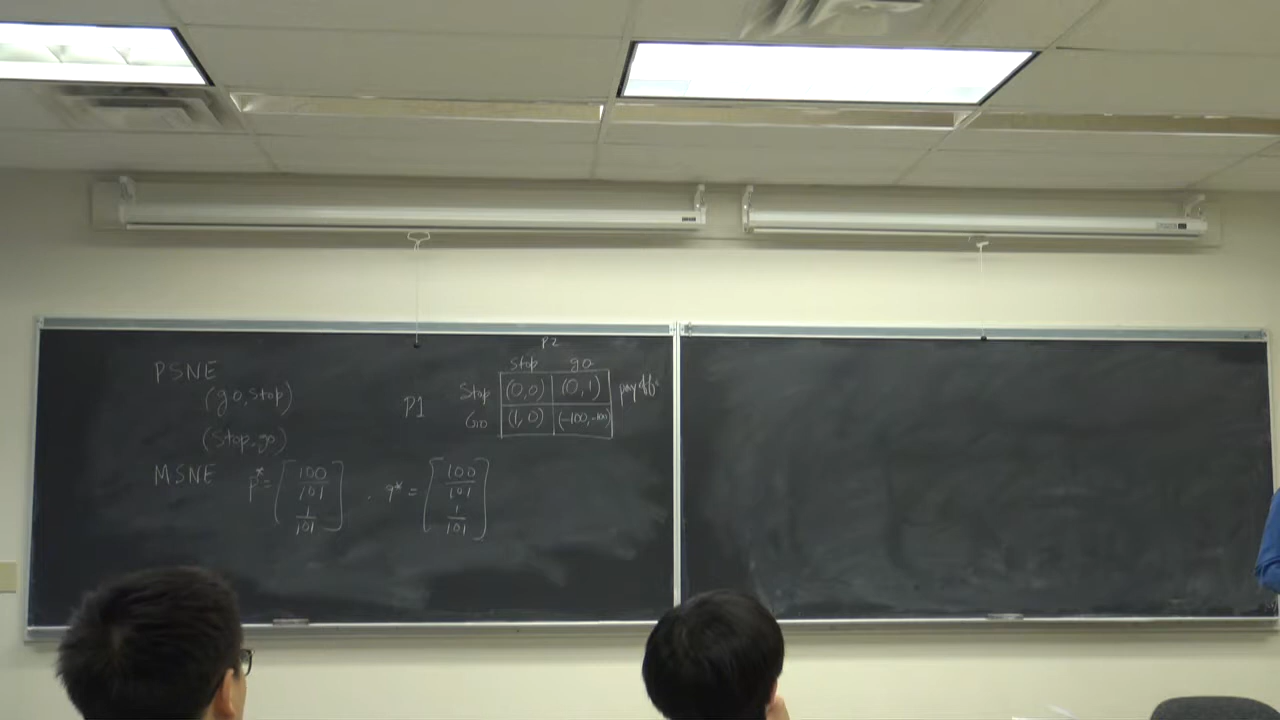 PSNE
(go, stop)
(stop, go)
MSNE p* = [100/101 1/101] . q* = [100/101 1/101]
P2
stop go
P1
Stop (0,0) (0,1) payoffs
Go (1,0) (-100,-100)